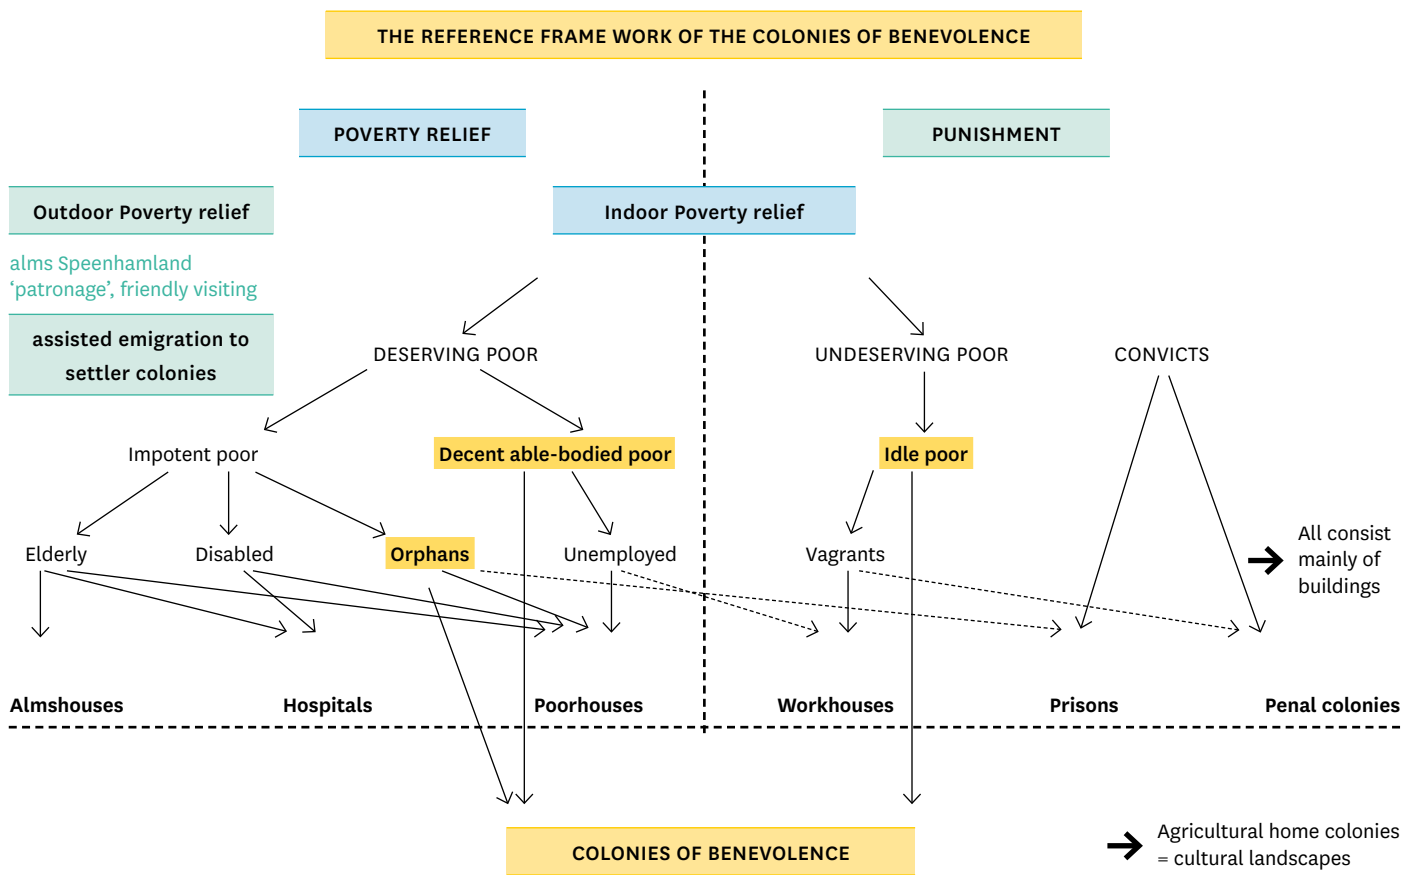 THE REFERENCE FRAME WORK OF THE COLONIES OF BENEVOLENCE
POVERTY RELIEF
PUNISHMENT
Outdoor Poverty relief
Indoor Poverty relief
alms Speenhamland
‘patronage’, friendly visiting
assisted emigration to
settler colonies
DESERVING POOR
UNDESERVING POOR
CONVICTS
Impotent poor
Decent able-bodied poor
Idle poor
Elderly
Disabled
Orphans
Unemployed
Vagrants
All consist
mainly of
buildings
Almshouses
Hospitals
Poorhouses
Workhouses
Prisons
Penal colonies
COLONIES OF BENEVOLENCE
Agricultural home colonies
= cultural landscapes